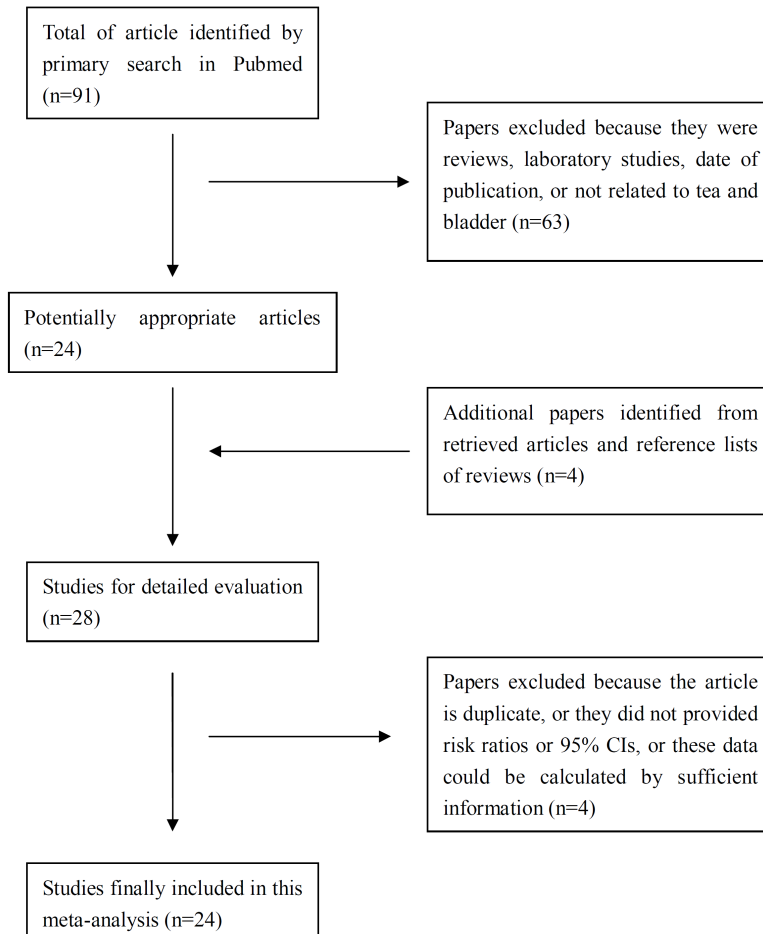 Total of article identified by
primary search in Pubmed
(n=91)
Papers excluded because they were
reviews, laboratory studies, date of
publication, or not related to tea and
bladder (n=63)
Potentially appropriate articles
(n=24)
Additional papers identified from
retrieved articles and reference lists
of reviews (n=4)
Studies for detailed evaluation
(n=28)
Papers excluded because the article
is duplicate, or they did not provided
risk ratios or 95% CIs, or these data
could be calculated by sufficient
information (n=4)
Studies finally included in this
meta-analysis (n=24)